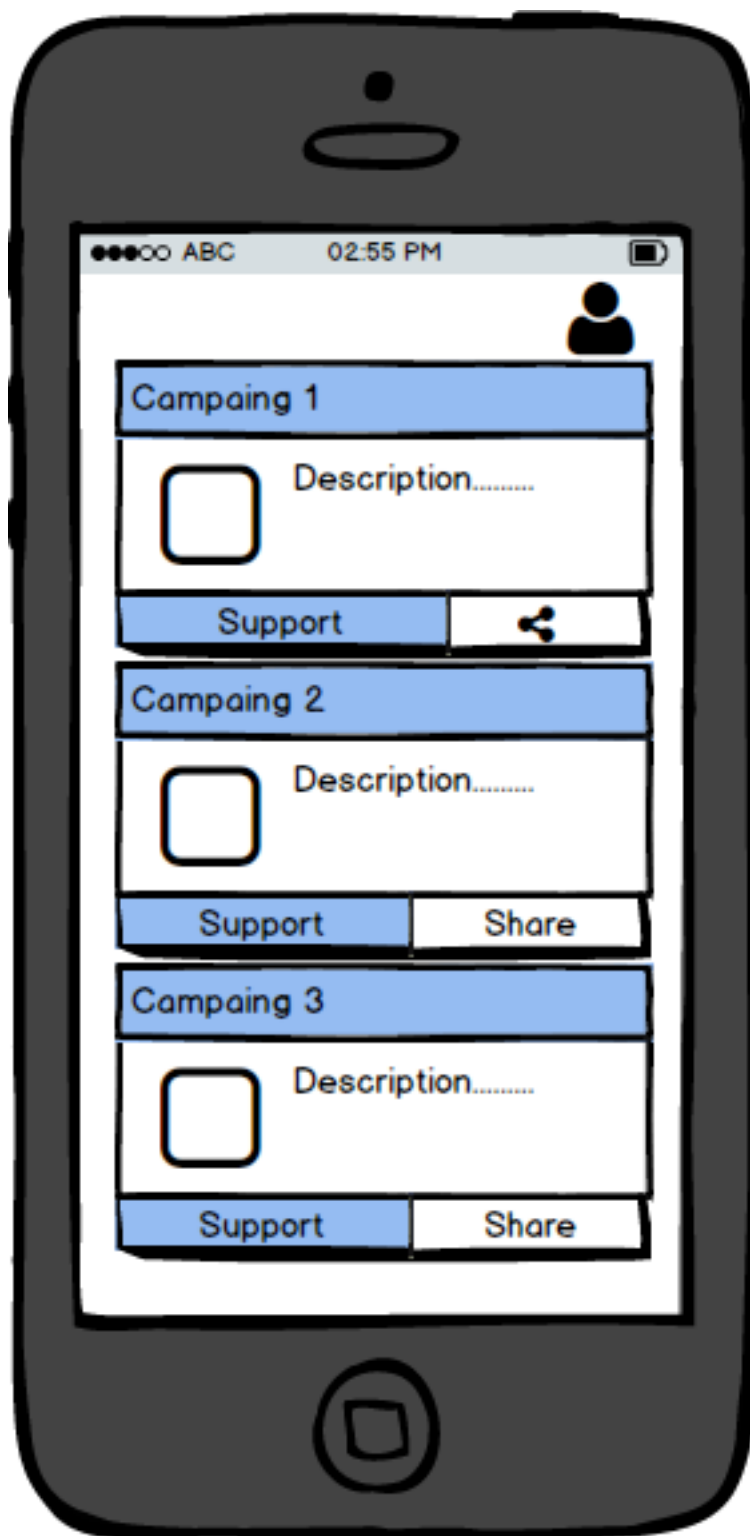 ABC 02:55 PM
Campaing 1
Description.........
Support
Campaing 2
Description.........
Support Share
Campaing 3
Description.........
Support Share